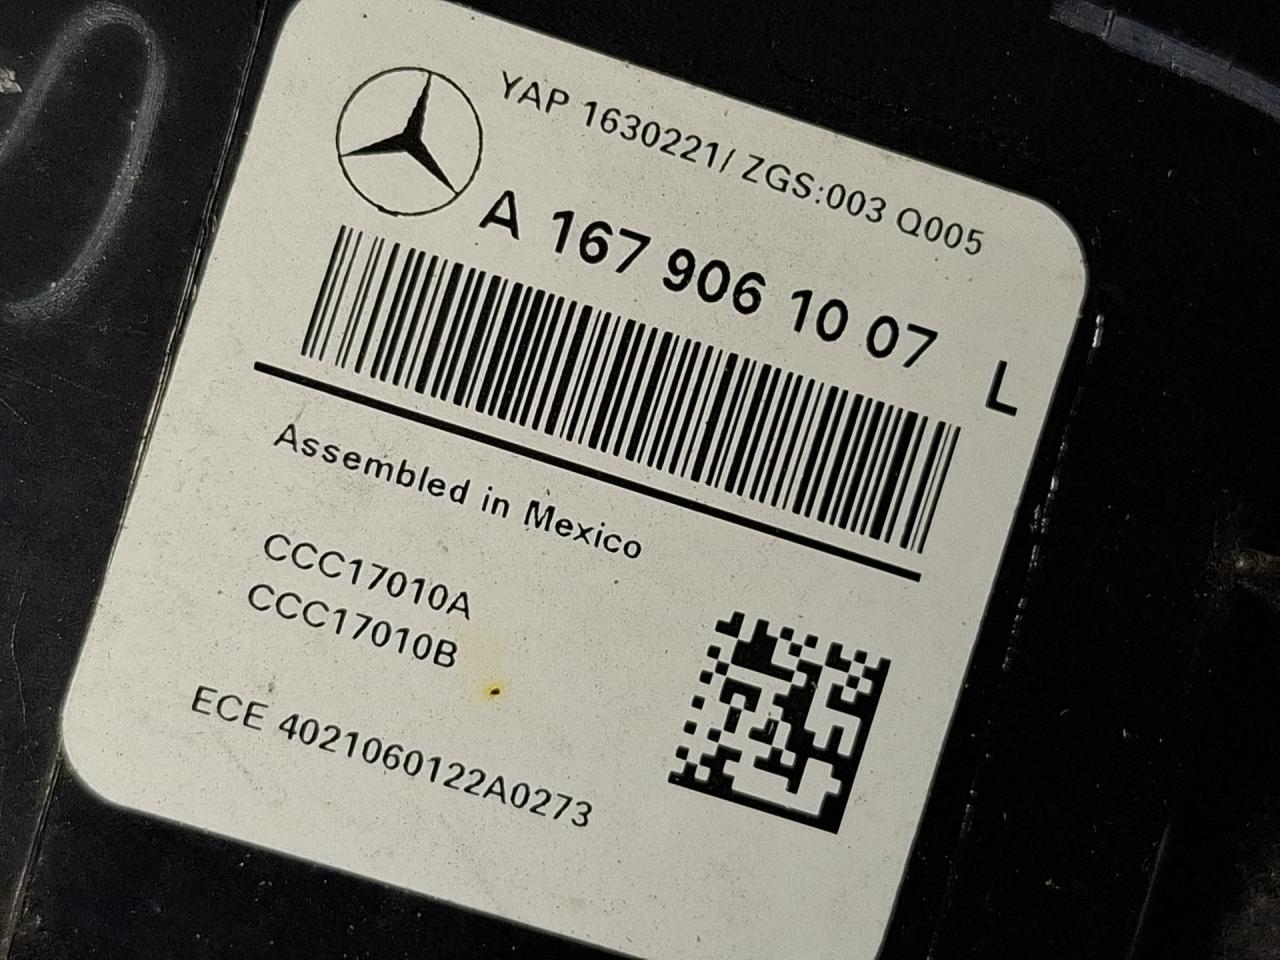 YAP 1630221/ ZGS:003 Q005
A 167 906 10 07
L
Assembled in Mexico
CCC17010A
CCC17010B
ECE 4021060122A0273